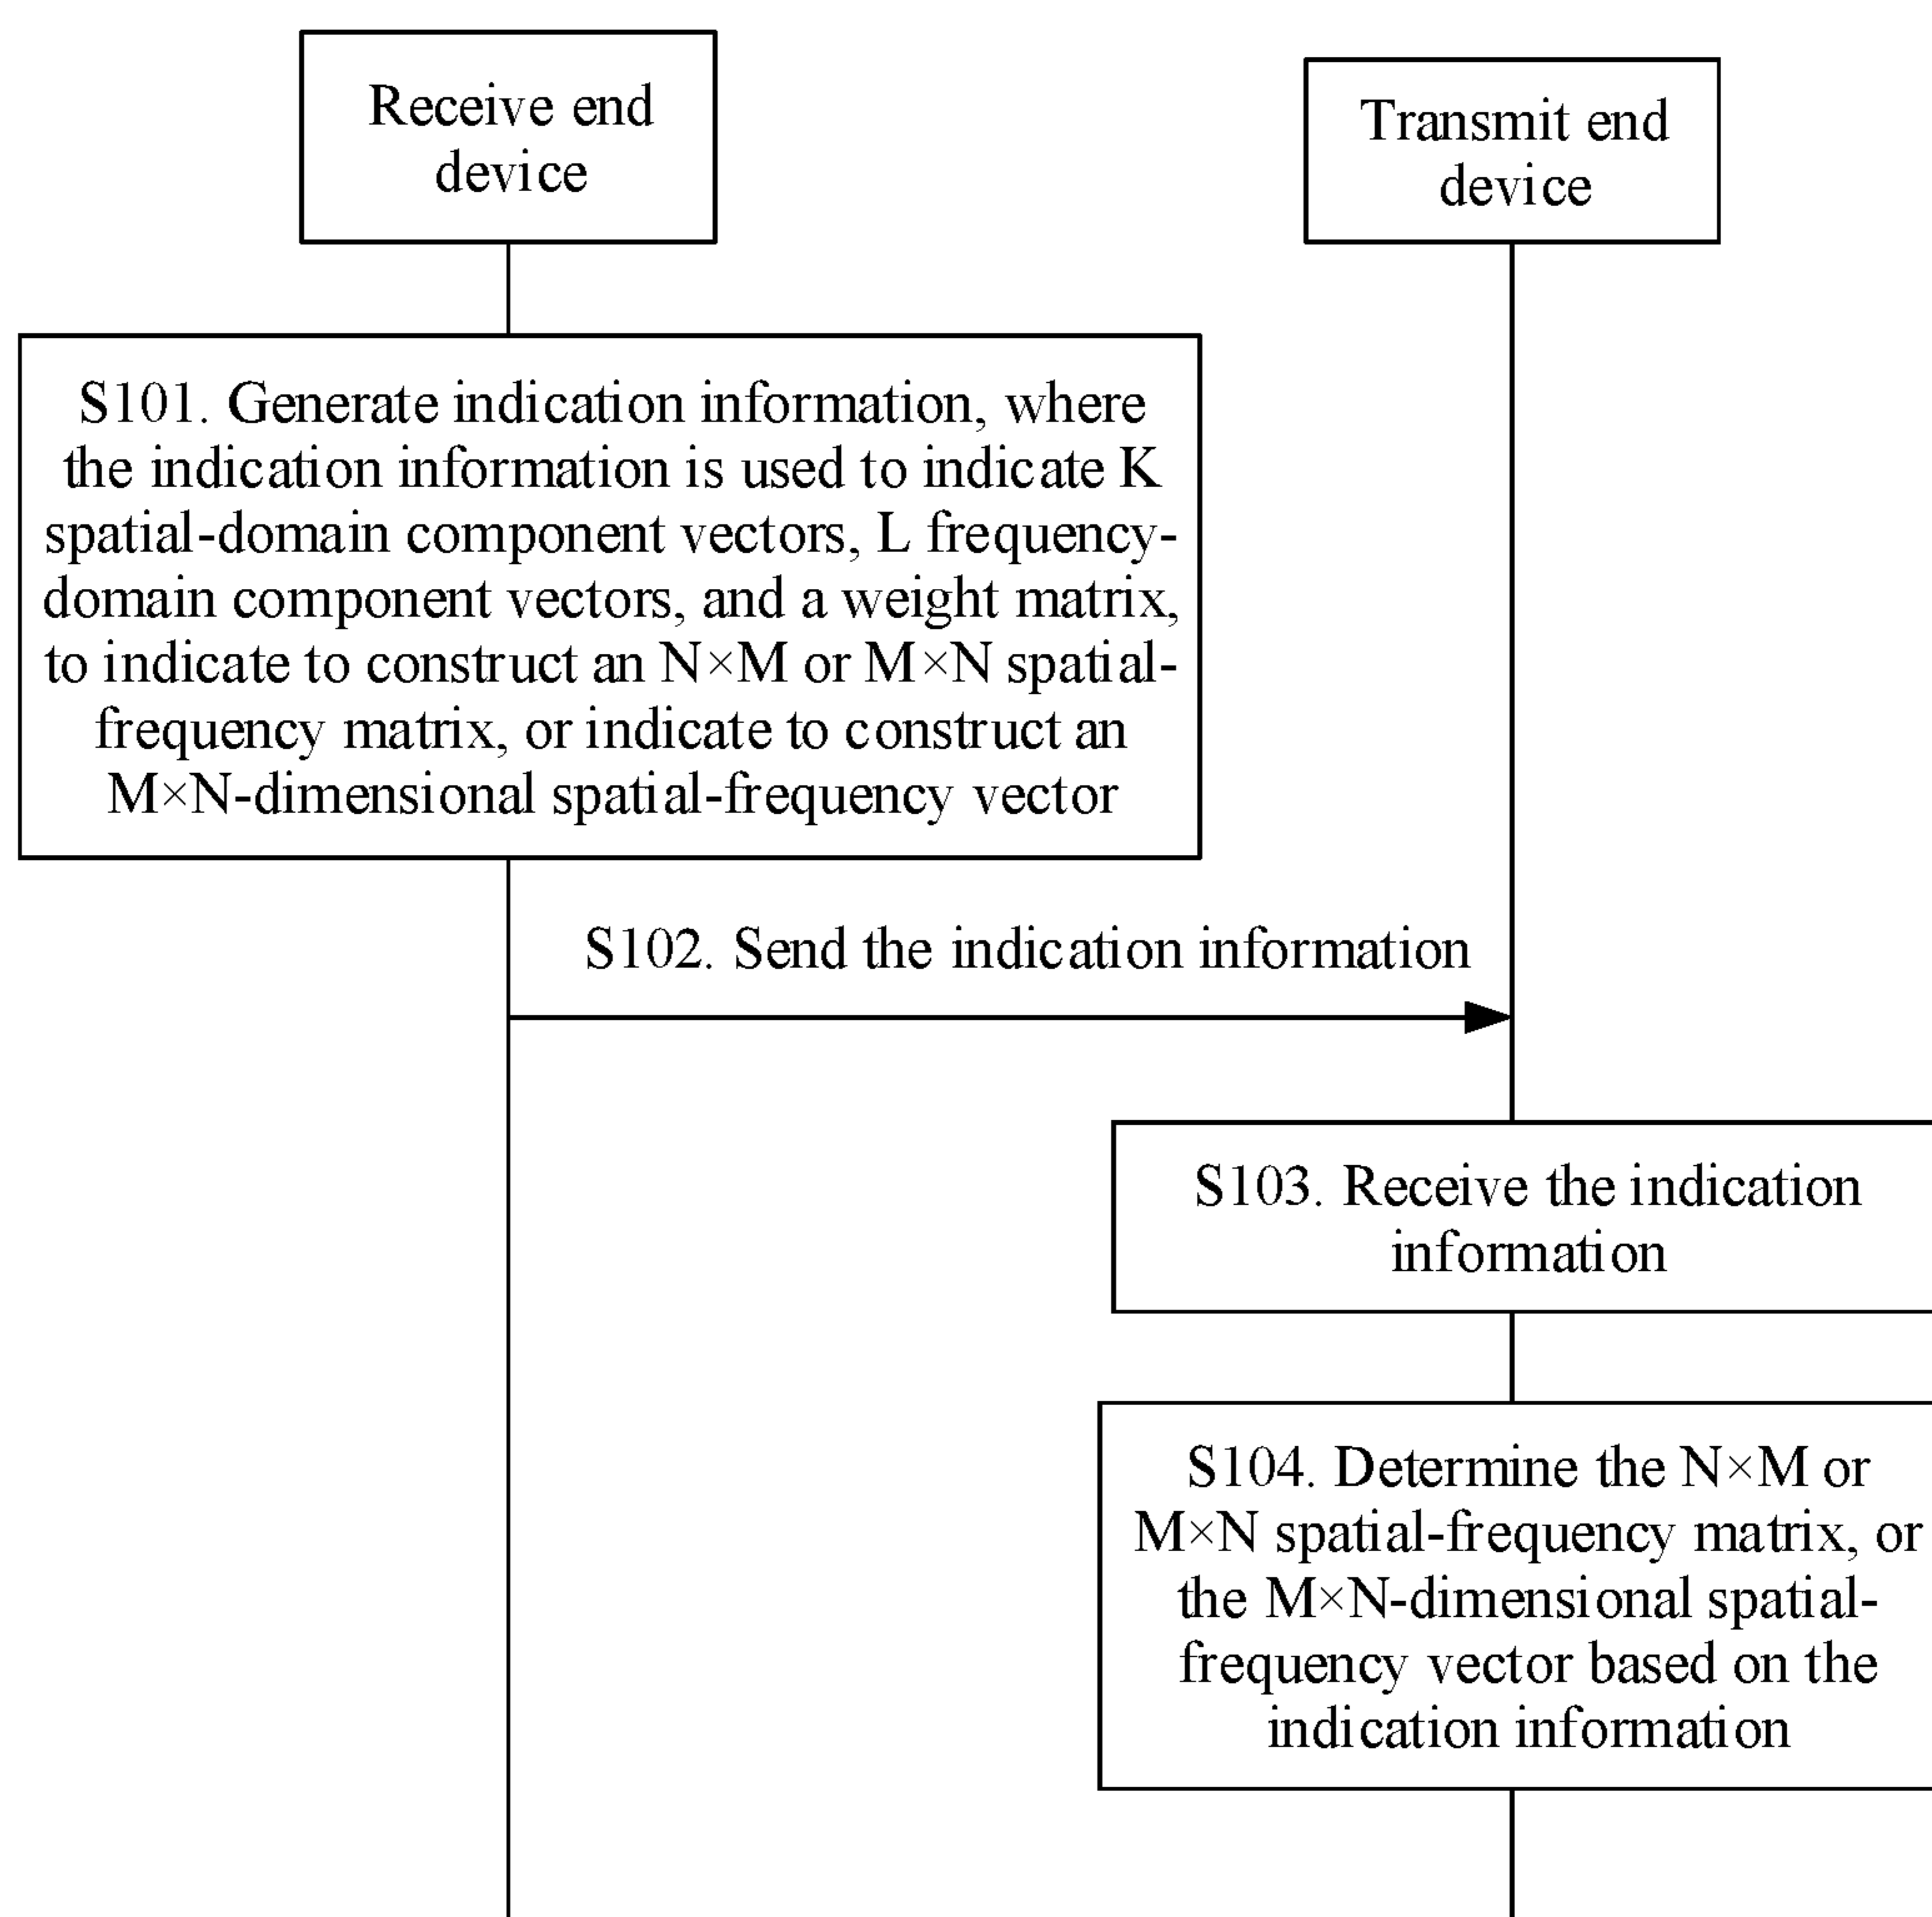 Receive end
device
Transmit end
device
S101. Generate indication information, where
the indication information is used to indicate K
spatial-domain component vectors, L frequency-
domain component vectors, and a weight matrix,
to indicate to construct an N×M or M×N spatial-
frequency matrix, or indicate to construct an
M×N-dimensional spatial-frequency vector
S102. Send the indication information
S103. Receive the indication
information
S104. Determine the N×M or
M×N spatial-frequency matrix, or
the M×N-dimensional spatial-
frequency vector based on the
indication information